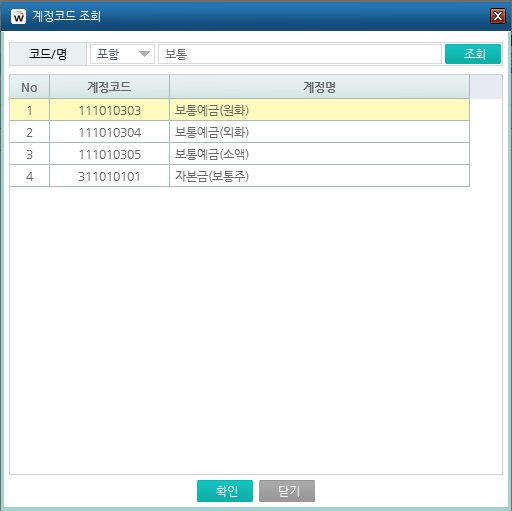 계정코드 조회
코드/명 포함 보통 조회
No 계정코드 계정명
1 111010303 보통예금(원화)
2 111010304 보통예금(외화)
3 111010305 보통예금(소액)
4 311010101 자본금(보통주)
확인 닫기